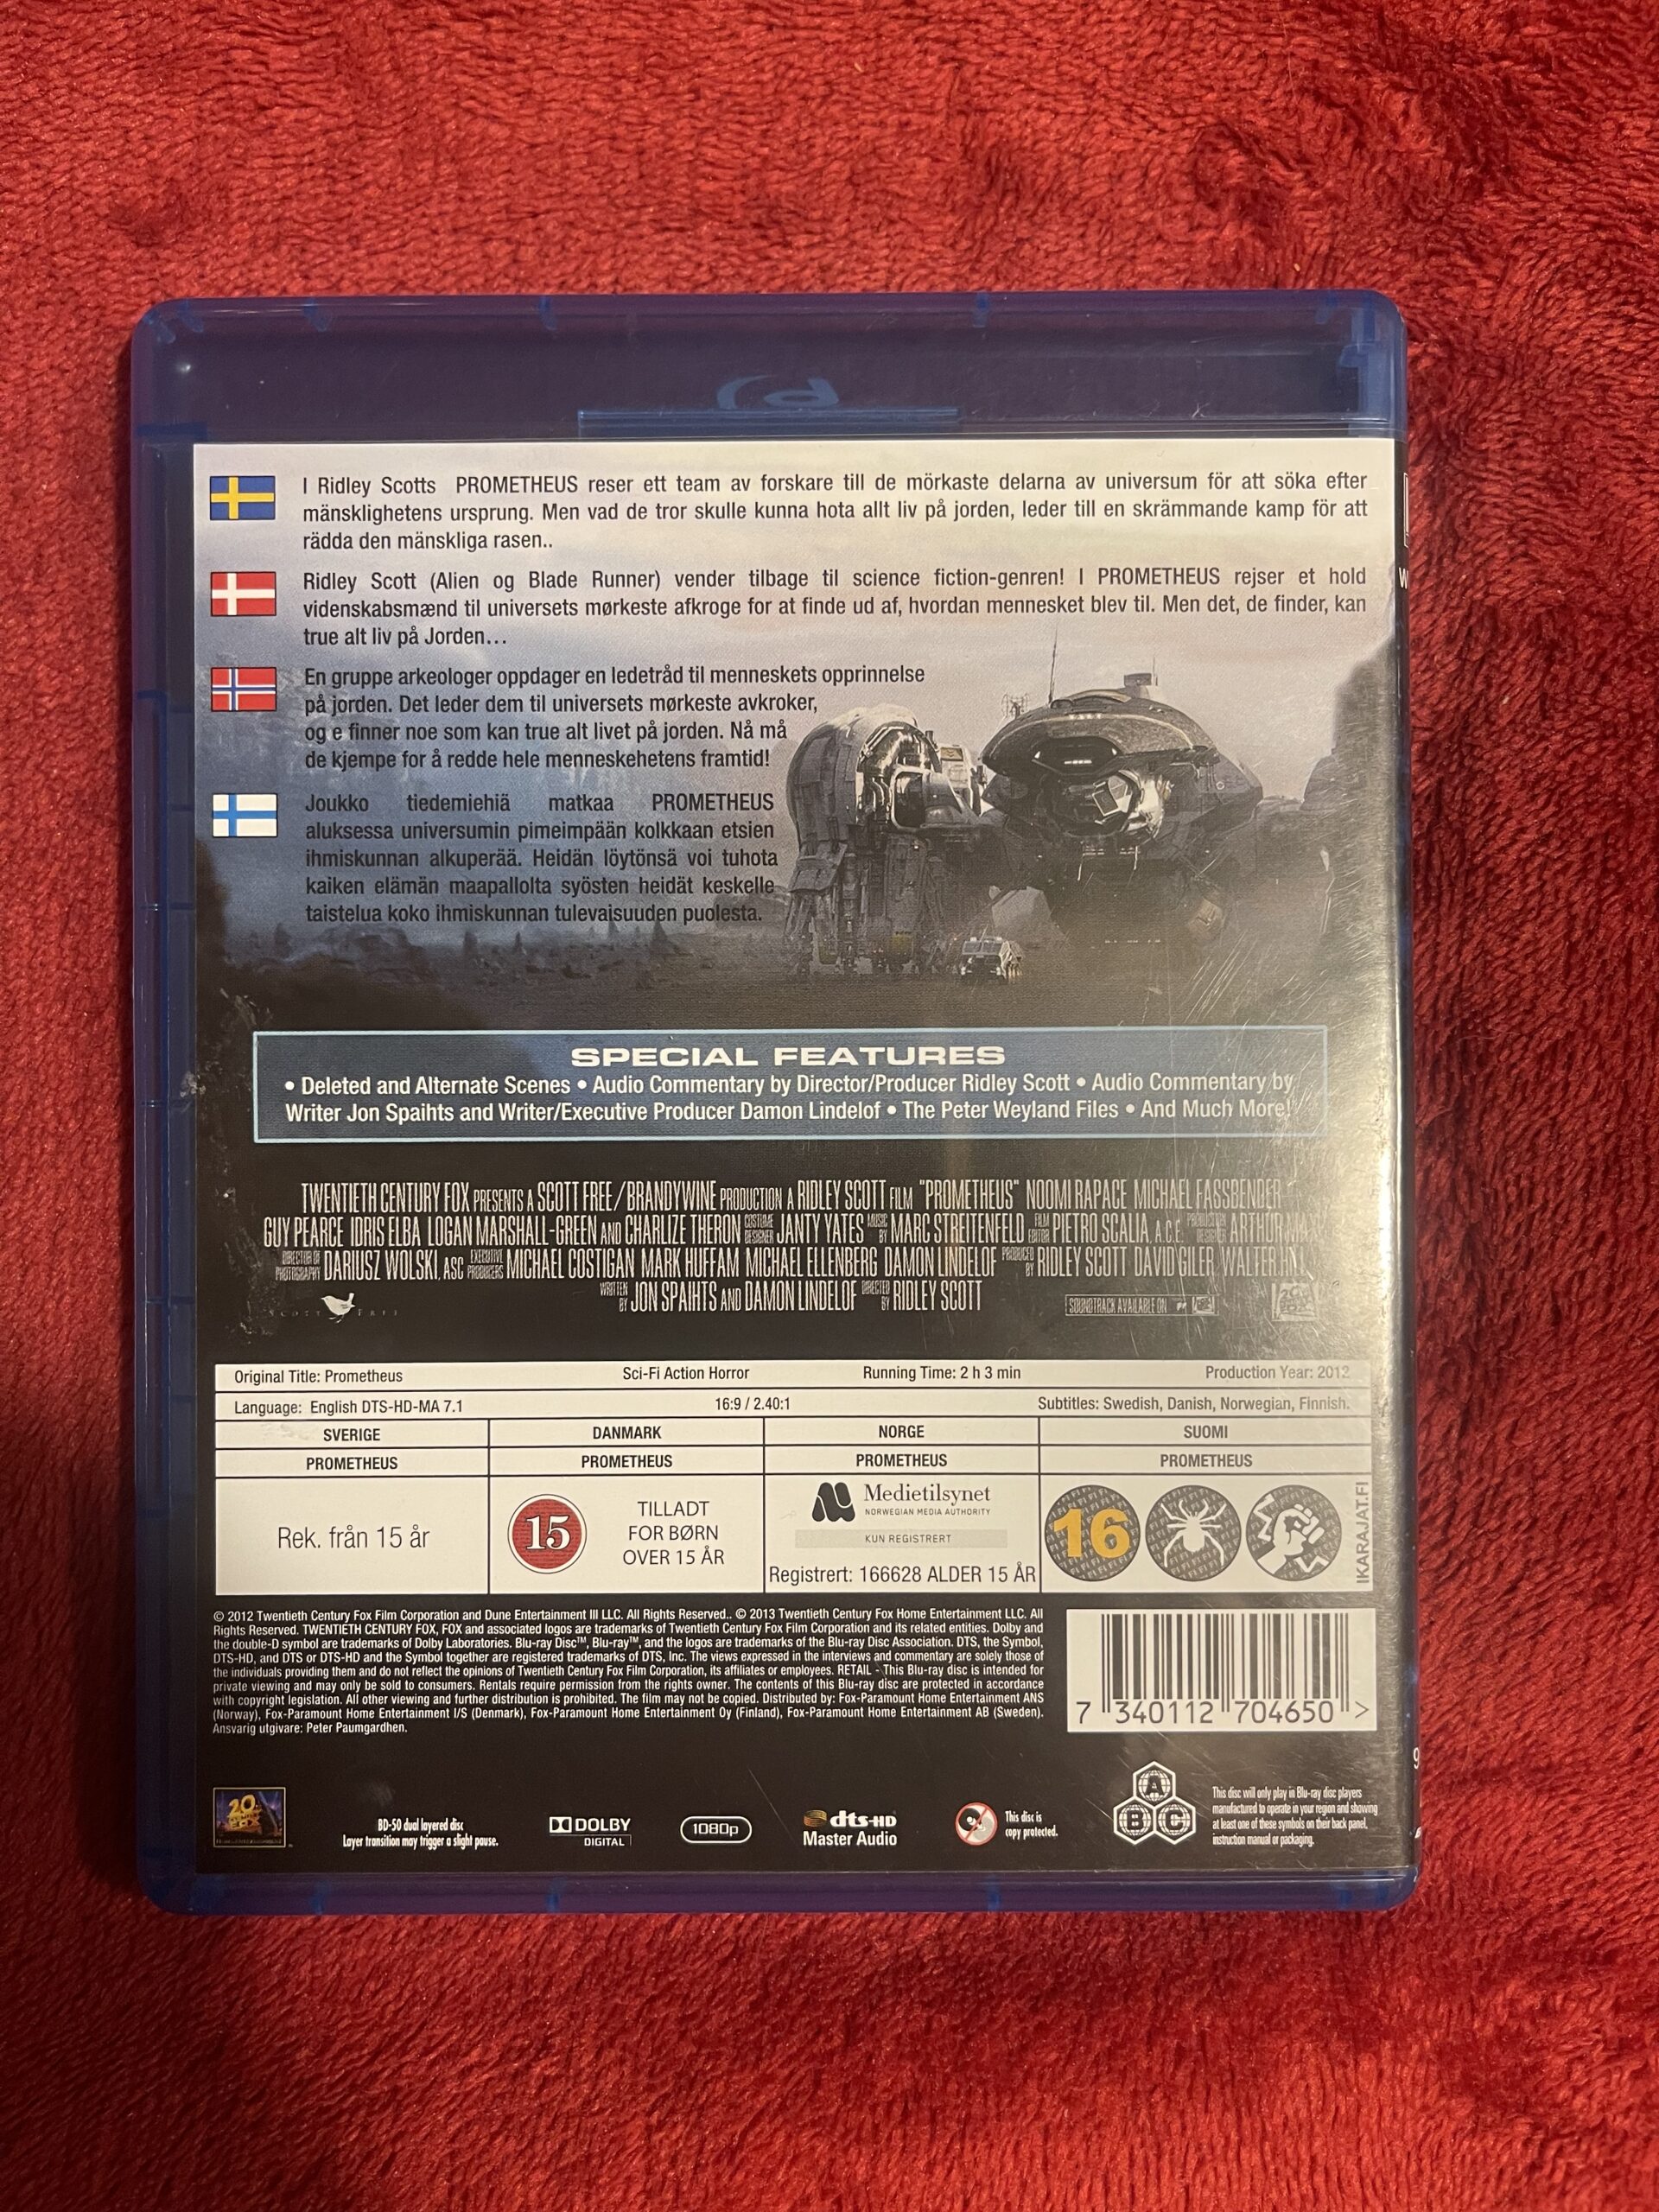 I Ridley Scotts PROMETHEUS reser ett team av forskare till de mörkaste delarna av universum för att söka efter
mänsklighetens ursprung. Men vad de tror skulle kunna hota allt liv på jorden, leder till en skrämmande kamp för att
rädda den mänskliga rasen..
Ridley Scott (Alien og Blade Runner) vender tilbage til science fiction-genren! I PROMETHEUS rejser et hold
videnskabsmænd til universets mørkeste afkroge for at finde ud af, hvordan mennesket blev til. Men det, de finder, kan
true alt liv på Jorden...
En gruppe arkeologer oppdager en ledetråd til menneskets opprinnelse
på jorden. Det leder dem til universets mørkeste avkroker,
og e finner noe som kan true alt livet på jorden. Nå må
de kjempe for å redde hele menneskehetens framtid!
Joukko tiedemiehiä matkaa PROMETHEUS
aluksessa universumin pimeimpään kolkkaan etsien
ihmiskunnan alkuperää. Heidän löytönsä voi tuhota
kaiken elämän maapallolta syösten heidät keskelle
taistelua koko ihmiskunnan tulevaisuuden puolesta.
SPECIAL FEATURES
• Deleted and Alternate Scenes • Audio Commentary by Director/Producer Ridley Scott • Audio Commentary by
Writer Jon Spaihts and Writer/Executive Producer Damon Lindelof • The Peter Weyland Files • And Much More!
TWENTIETH CENTURY FOX PRESENTS A SCOTT FREE/BRANDYWINE PRODUCTION A RIDLEY SCOTT FILM "PROMETHEUS" NOOMI RAPACE MICHAEL FASSBENDER
GUY PEARCE IDRIS ELBA LOGAN MARSHALL-GREEN AND CHARLIZE THERON COSTUME DESIGNER JANTY YATES MUSIC BY MARC STREITENFELD FILM EDITOR PIETRO SCALIA, A.C.E. PRODUCTION DESIGNER ARTHUR MAX
DIRECTOR OF PHOTOGRAPHY DARIUSZ WOLSKI, ASC EXECUTIVE PRODUCERS MICHAEL COSTIGAN MARK HUFFAM MICHAEL ELLENBERG DAMON LINDELOF PRODUCED BY RIDLEY SCOTT DAVID GILER WALTER HILL
WRITTEN BY JON SPAIHTS AND DAMON LINDELOF DIRECTED BY RIDLEY SCOTT
SCOTT FREE
SOUNDTRACK AVAILABLE ON
Original Title: Prometheus Sci-Fi Action Horror Running Time: 2 h 3 min Production Year: 2012
Language: English DTS-HD-MA 7.1 16:9 / 2.40:1 Subtitles: Swedish, Danish, Norwegian, Finnish.
SVERIGE DANMARK NORGE SUOMI
PROMETHEUS PROMETHEUS PROMETHEUS PROMETHEUS
Rek. från 15 år
15
TILLADT
FOR BØRN
OVER 15 ÅR
Medietilsynet
NORWEGIAN MEDIA AUTHORITY
KUN REGISTRERT
Registrert: 166628 ALDER 15 ÅR
16
IKARAJAT.FI
© 2012 Twentieth Century Fox Film Corporation and Dune Entertainment III LLC. All Rights Reserved.. © 2013 Twentieth Century Fox Home Entertainment LLC. All
Rights Reserved. TWENTIETH CENTURY FOX, FOX and associated logos are trademarks of Twentieth Century Fox Film Corporation and its related entities. Dolby and
the double-D symbol are trademarks of Dolby Laboratories. Blu-ray Disc™, Blu-ray™, and the logos are trademarks of the Blu-ray Disc Association. DTS, the Symbol,
DTS-HD, and DTS or DTS-HD and the Symbol together are registered trademarks of DTS, Inc. The views expressed in the interviews and commentary are solely those of
the individuals providing them and do not reflect the opinions of Twentieth Century Fox Film Corporation, its affiliates or employees. RETAIL - This Blu-ray disc is intended for
private viewing and may only be sold to consumers. Rentals require permission from the rights owner. The contents of this Blu-ray disc are protected in accordance
with copyright legislation. All other viewing and further distribution is prohibited. The film may not be copied. Distributed by: Fox-Paramount Home Entertainment ANS
(Norway), Fox-Paramount Home Entertainment I/S (Denmark), Fox-Paramount Home Entertainment Oy (Finland), Fox-Paramount Home Entertainment AB (Sweden).
Ansvarig utgivare: Peter Paumgardhen.
7 340112 704650 >
20
BD-50 dual layered disc
Layer transition may trigger a slight pause.
DOLBY
DIGITAL
1080p
dts-HD
Master Audio
This disc is
copy protected.
A
B C
This disc will only play in Blu-ray disc players
manufactured to operate in your region and showing
at least one of these symbols on their back panel,
instruction manual or packaging.